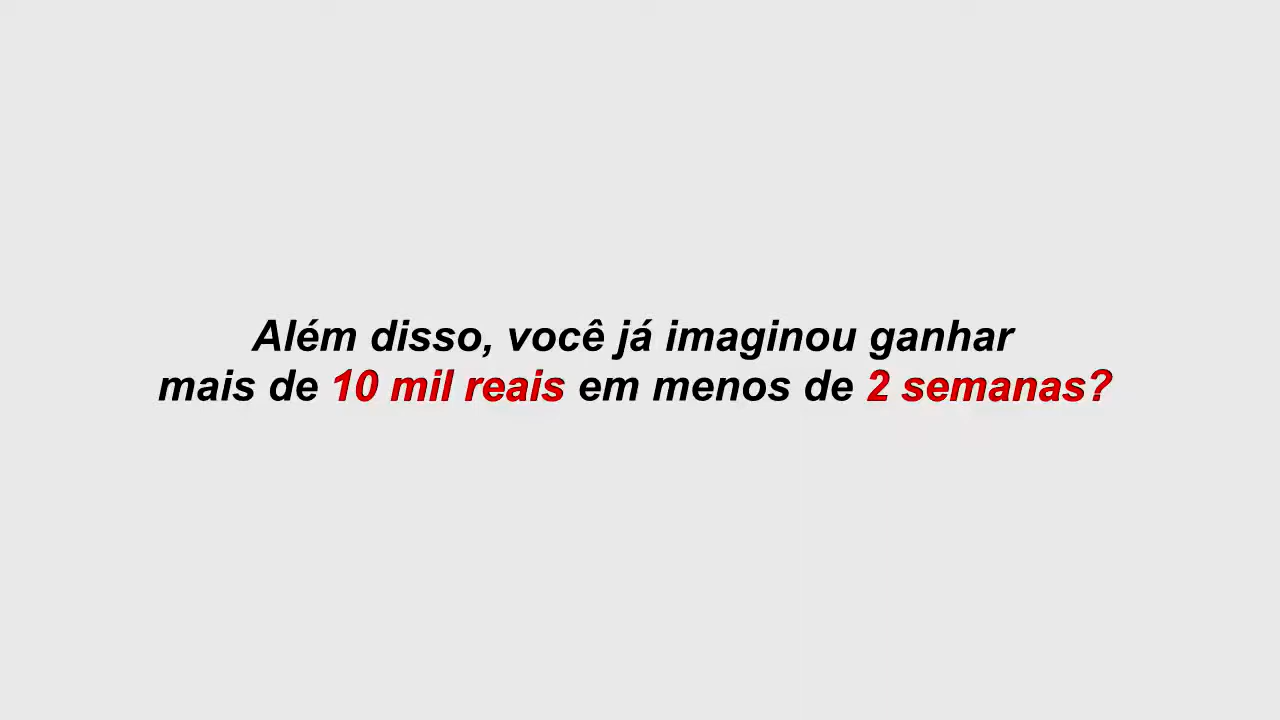 Além disso, você já imaginou ganhar
mais de 10 mil reais em menos de 2 semanas?